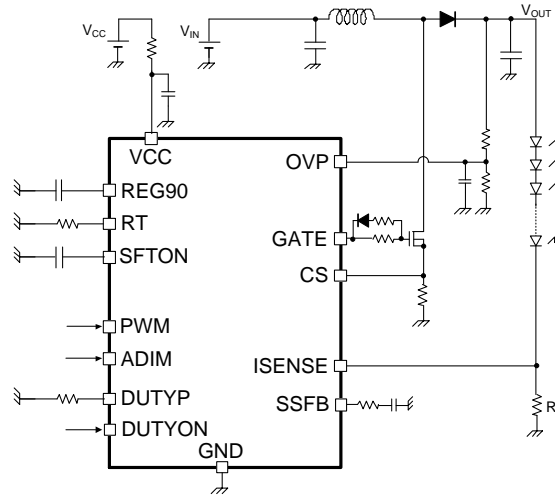 VCC
VIN
VOUT
VCC
OVP
REG90
RT
GATE
SFTON
CS
PWM
ADIM
ISENSE
DUTYP
SSFB
R
DUTYON
GND